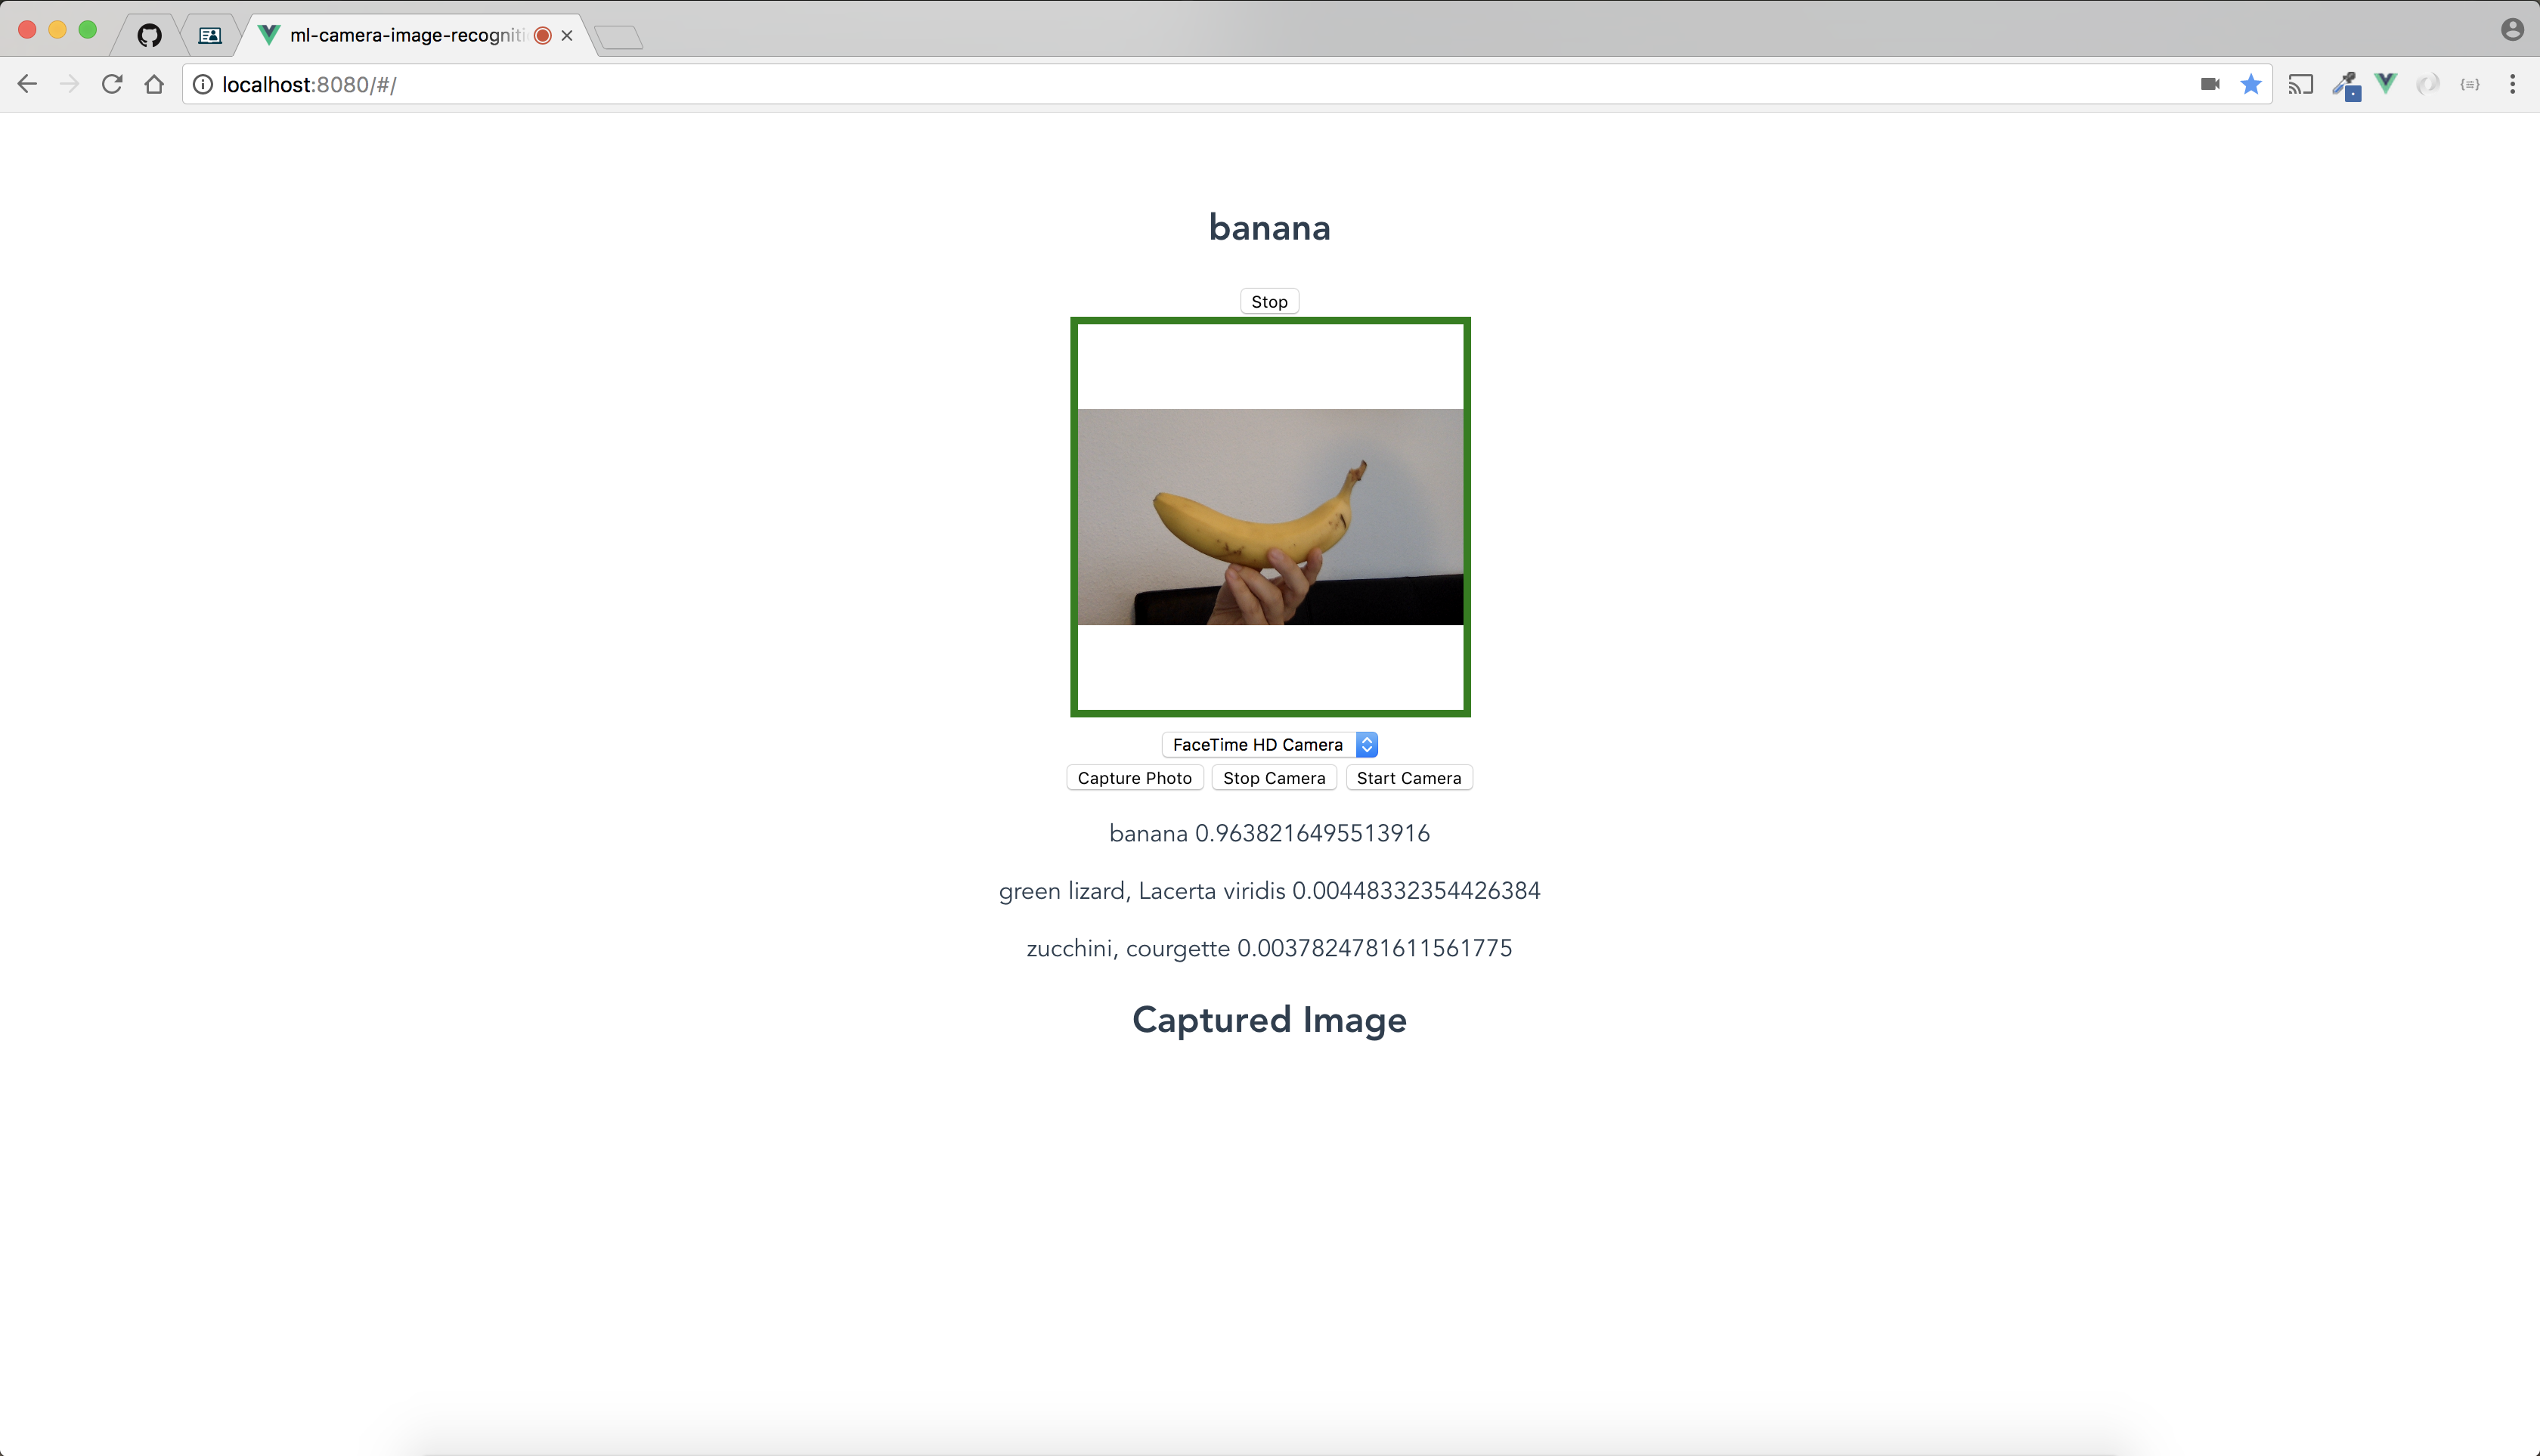 ml-camera-image-recogniti
localhost:8080/#/
banana
Stop
FaceTime HD Camera
Capture Photo Stop Camera Start Camera
banana 0.9638216495513916
green lizard, Lacerta viridis 0.00448332354426384
zucchini, courgette 0.0037824781611561775
Captured Image